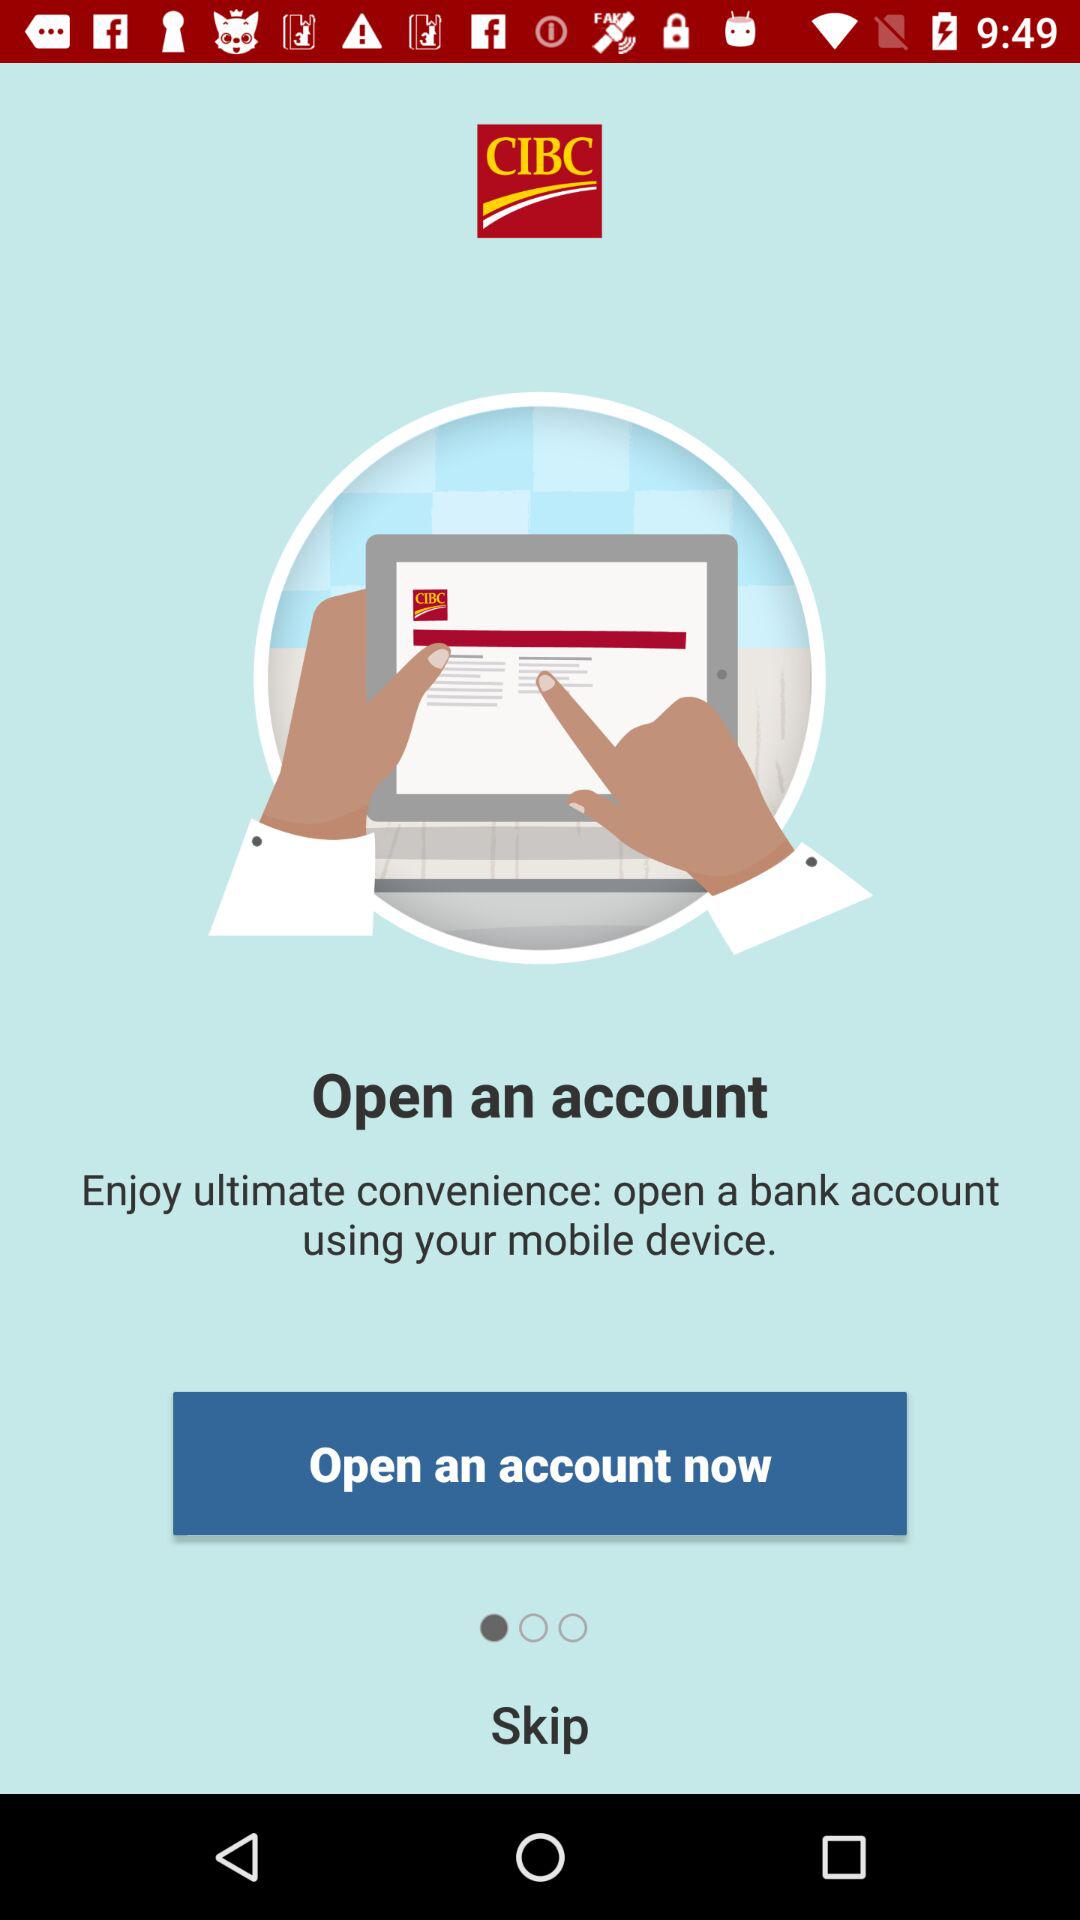 FAKE
9:49
CIBC
CIBC
Open an account
Enjoy ultimate convenience: open a bank account
using your mobile device.
Open an account now
Skip